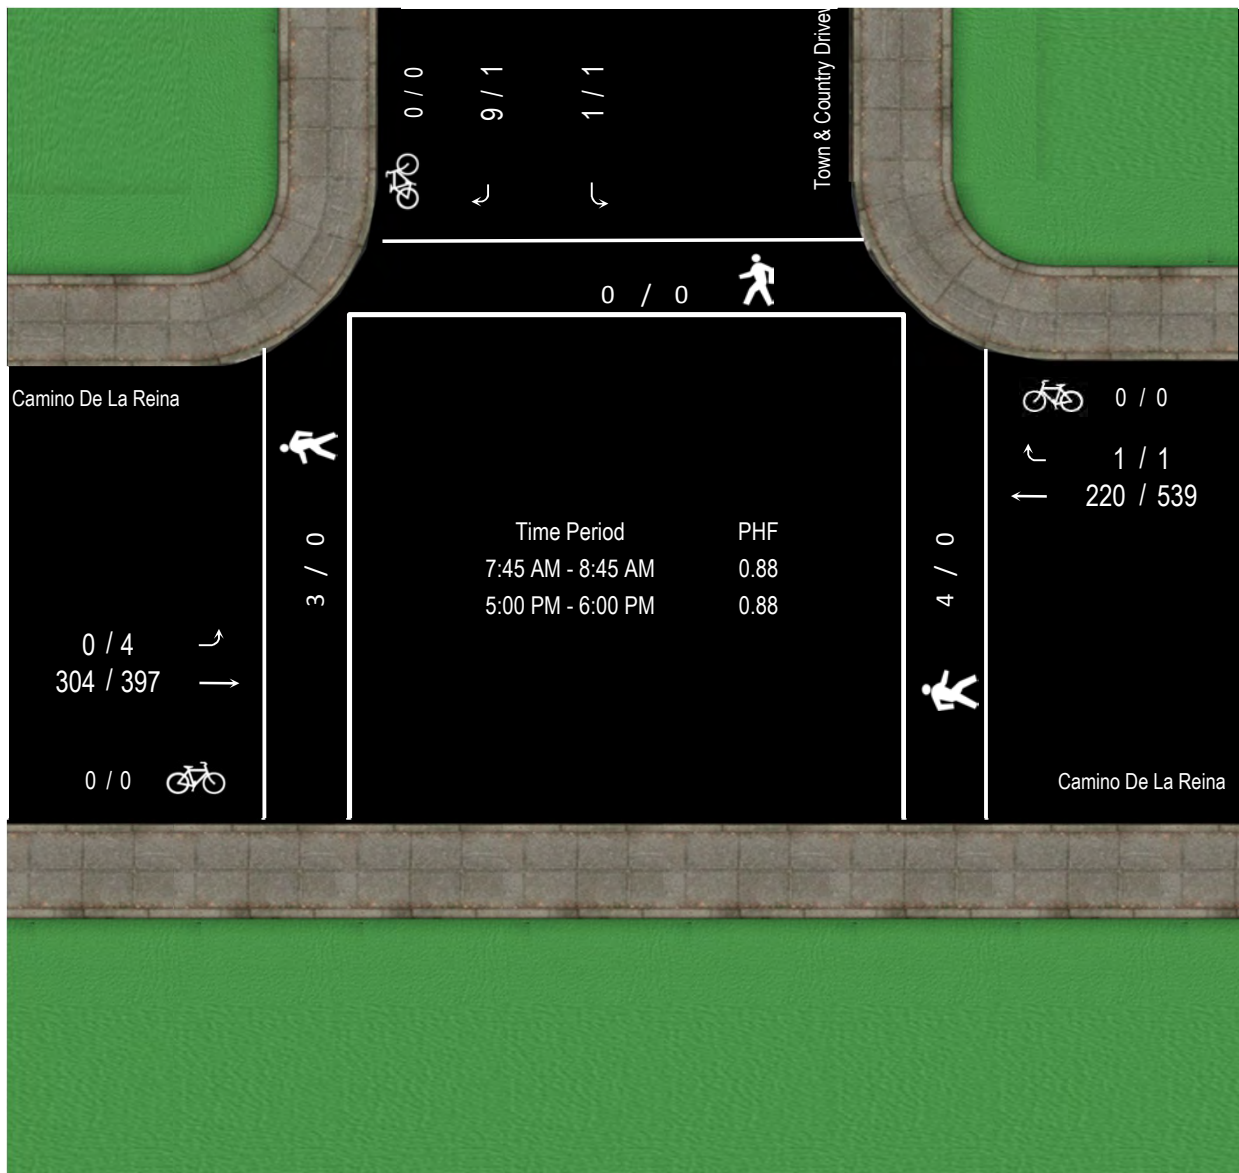 Town & Country Drivew
0 / 0
9 / 1
1 / 1
0 / 0
Camino De La Reina
0 / 0
1 / 1
220 / 539
3 / 0
Time Period PHF
7:45 AM - 8:45 AM 0.88
5:00 PM - 6:00 PM 0.88
4 / 0
0 / 4
304 / 397
0 / 0
Camino De La Reina